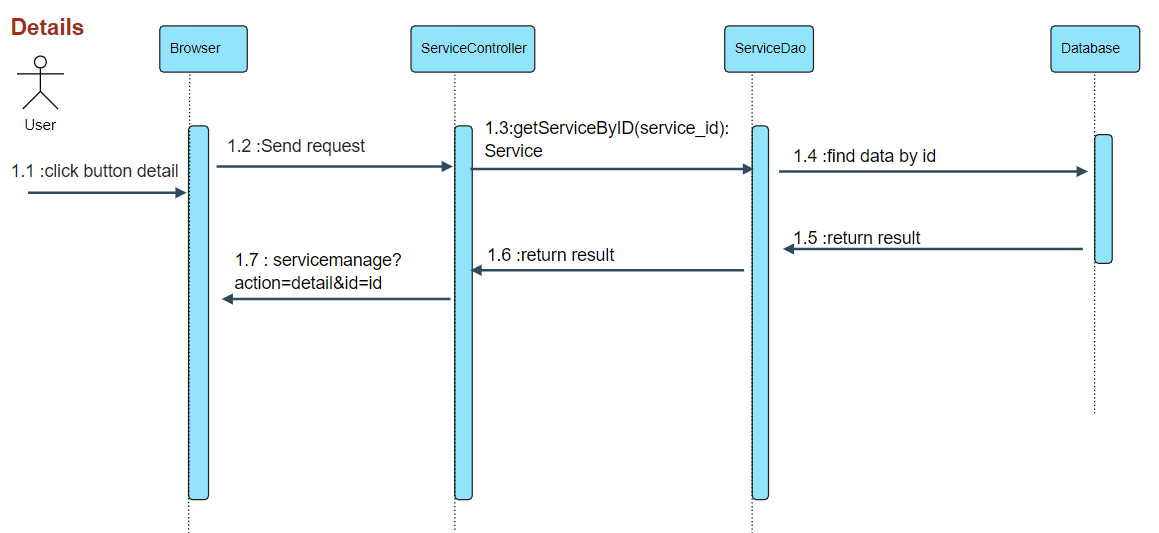 Details
Browser
ServiceController
ServiceDao
Database
User
1.1 :click button detail
1.2 :Send request
1.3:getServiceByID(service_id):
Service
1.4 :find data by id
1.5 :return result
1.6 :return result
1.7 : servicemanage?
action=detail&id=id